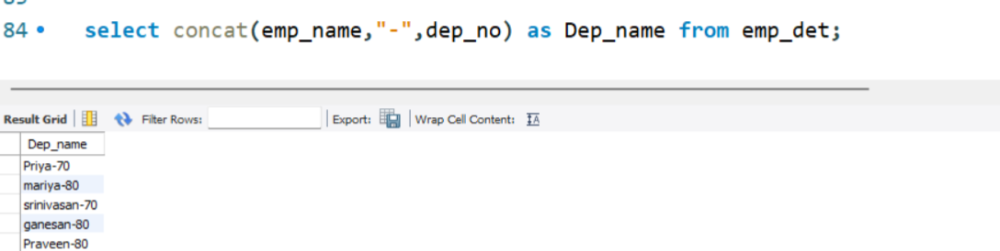 84 select concat(emp_name,"-",dep_no) as Dep_name from emp_det;
Result Grid Filter Rows: Export: Wrap Cell Content: IA
Dep_name
Priya-70
mariya-80
srinivasan-70
ganesan-80
Praveen-80